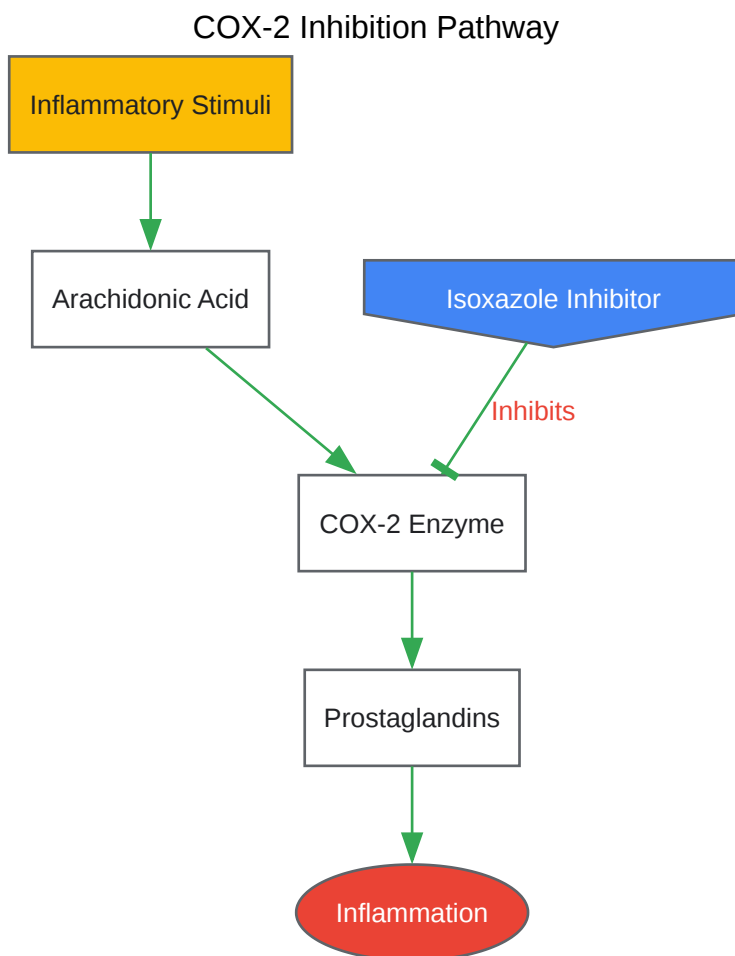 COX-2 Inhibition Pathway
Inflammatory Stimuli
Arachidonic Acid
Isoxazole Inhibitor
Inhibits
COX-2 Enzyme
Prostaglandins
Inflammation